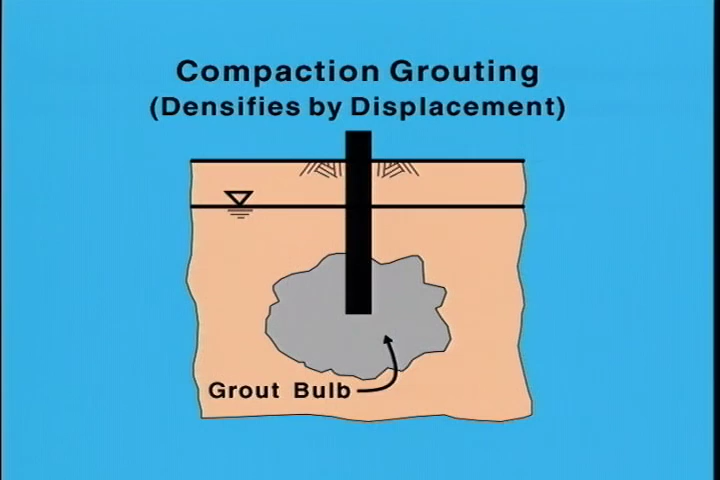 Compaction Grouting
(Densifies by Displacement)
Grout Bulb